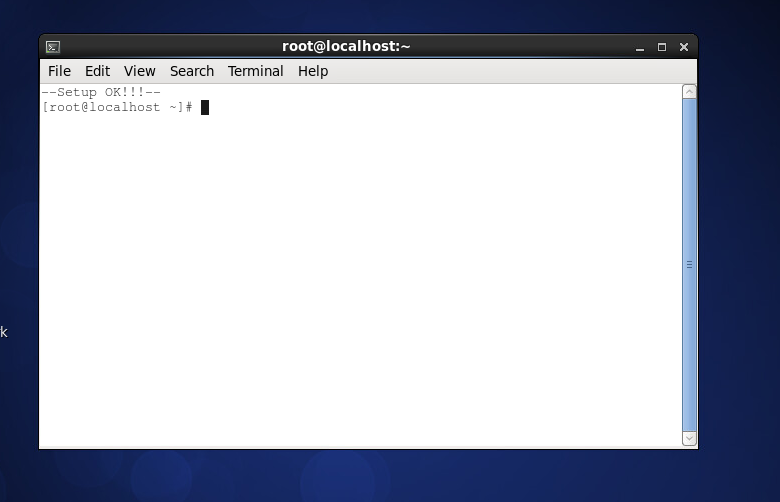 root@localhost:~
File Edit View Search Terminal Help
--Setup OK!!!--
[root@localhost ~]#
k